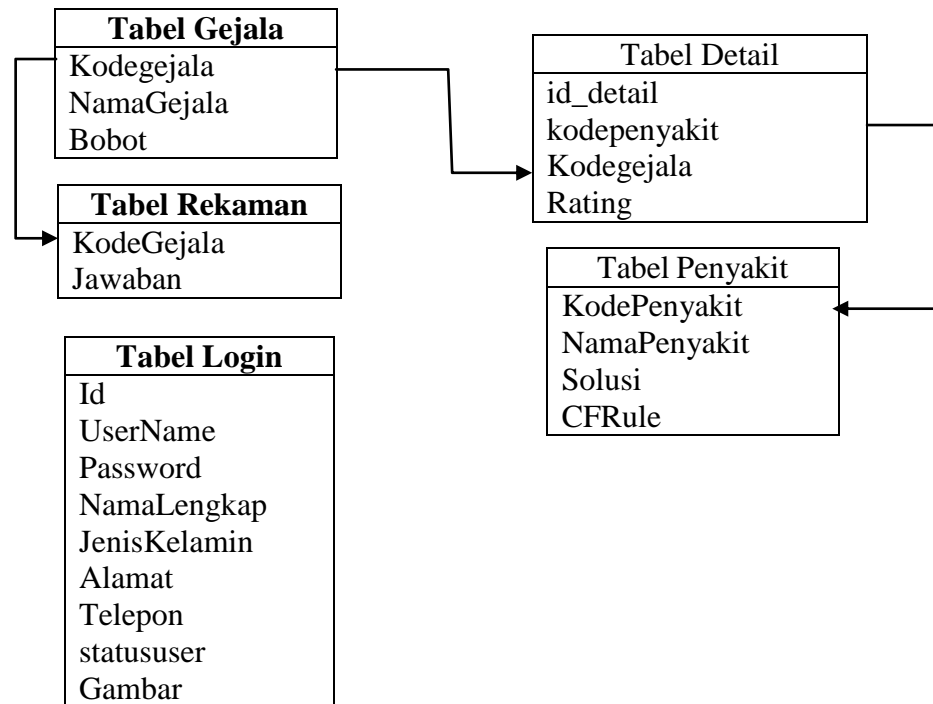 Tabel Gejala
Kodegejala
NamaGejala
Bobot
Tabel Detail
id_detail
kodepenyakit
Kodegejala
Rating
Tabel Rekaman
KodeGejala
Jawaban
Tabel Penyakit
KodePenyakit
NamaPenyakit
Solusi
CFRule
Tabel Login
Id
UserName
Password
NamaLengkap
JenisKelamin
Alamat
Telepon
statususer
Gambar